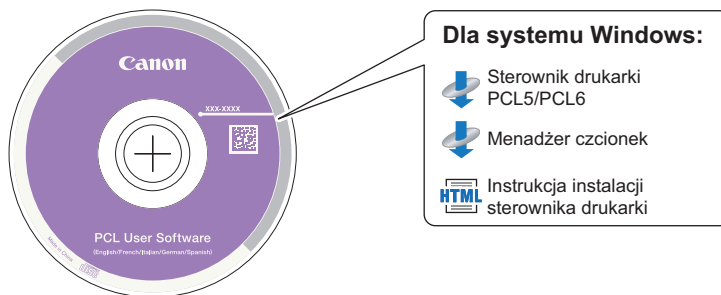 Canon
XXX-XXXX
PCL User Software
(English/French/Italian/German/Spanish)
Made in China
Dla systemu Windows:
Sterownik drukarki
PCL5/PCL6
Menadżer czcionek
HTML
Instrukcja instalacji
sterownika drukarki